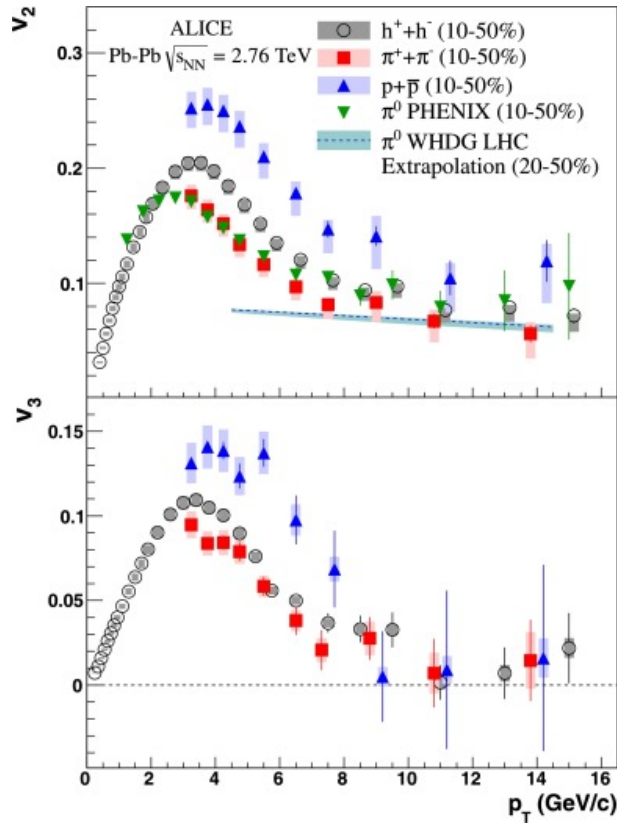 v₂
ALICE
Pb-Pb √sNN = 2.76 TeV
h⁺+h⁻ (10-50%)
π⁺+π⁻ (10-50%)
p+p̅ (10-50%)
π⁰ PHENIX (10-50%)
π⁰ WHDG LHC
Extrapolation (20-50%)
0.3
0.2
0.1
v₃
0.15
0.1
0.05
0
0 2 4 6 8 10 12 14 16
p_T (GeV/c)